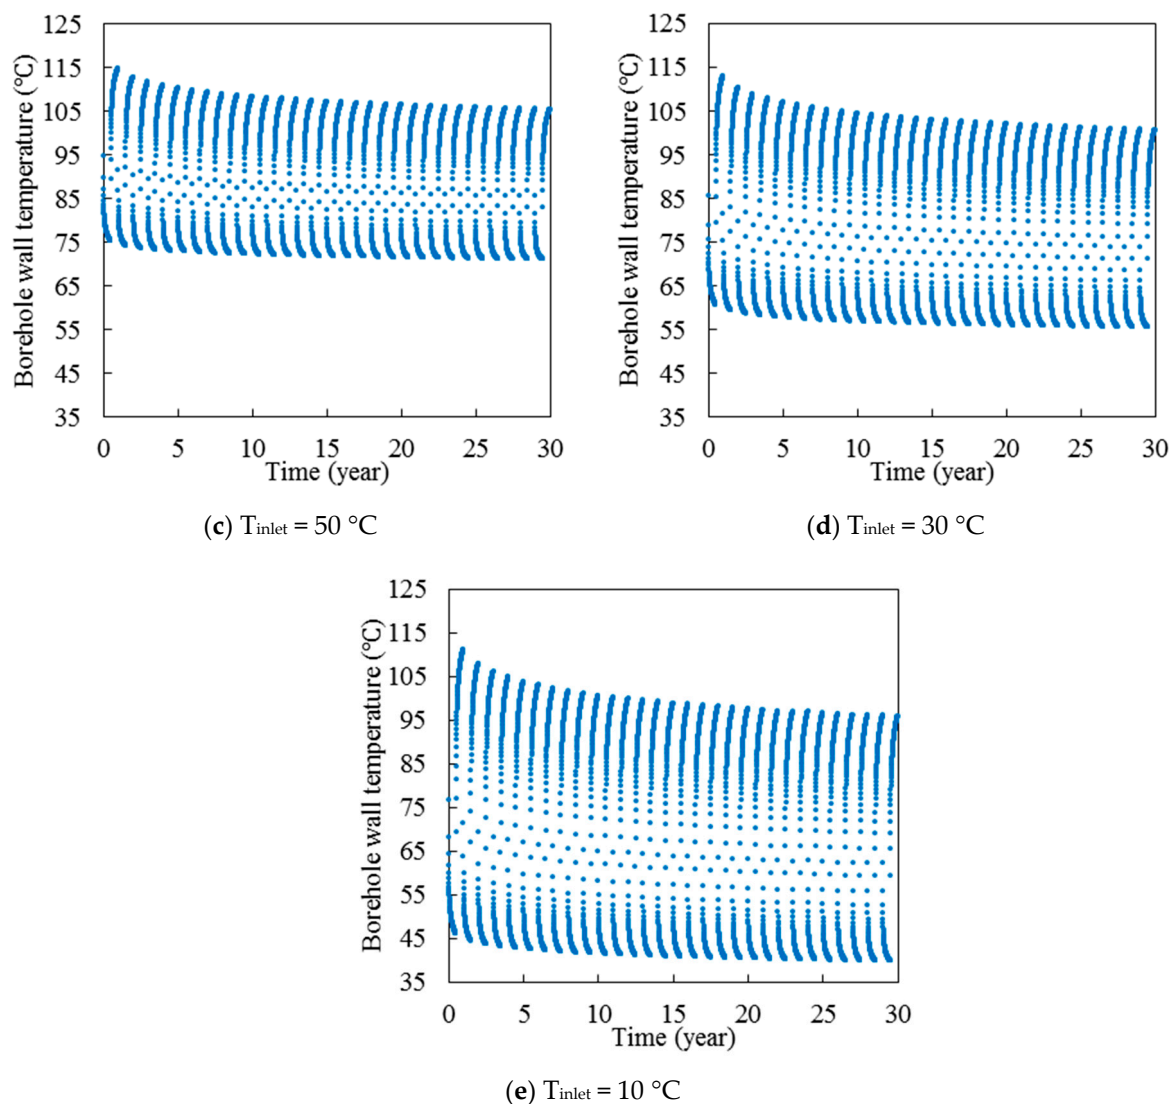 Borehole wall temperature (℃)
125
115
105
95
85
75
65
55
45
35
0 5 10 15 20 25 30
Time (year)
(c) Tinlet = 50 °C
Borehole wall temperature (℃)
125
115
105
95
85
75
65
55
45
35
0 5 10 15 20 25 30
Time (year)
(d) Tinlet = 30 °C
Borehole wall temperature (℃)
125
115
105
95
85
75
65
55
45
35
0 5 10 15 20 25 30
Time (year)
(e) Tinlet = 10 °C